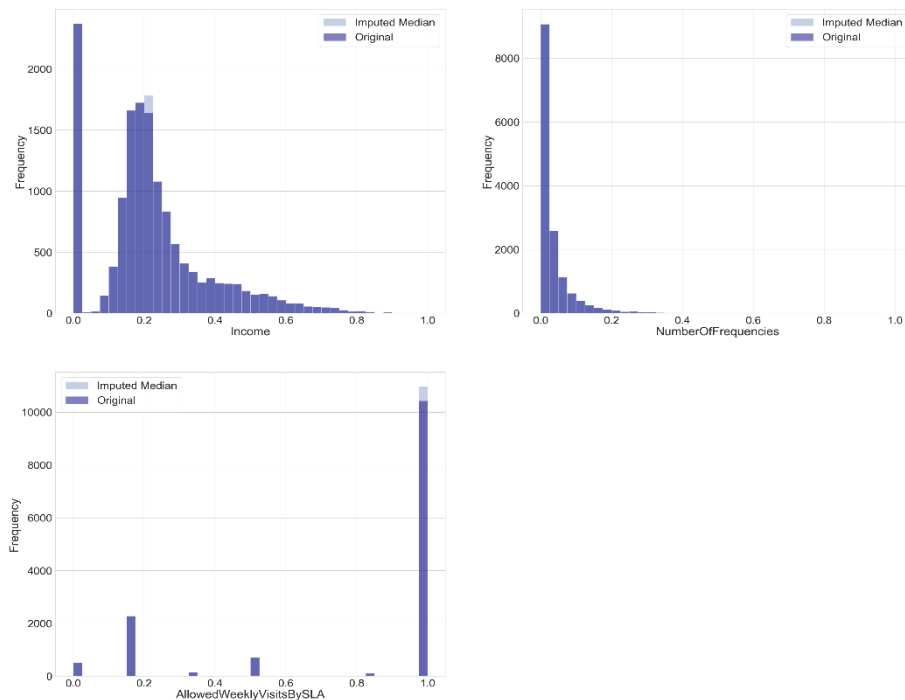 Imputed Median
Original
2000
1500
1000
500
0
Frequency
0.0 0.2 0.4 0.6 0.8 1.0
Income
Imputed Median
Original
8000
6000
4000
2000
0
Frequency
0.0 0.2 0.4 0.6 0.8 1.0
NumberOfFrequencies
Imputed Median
Original
10000
8000
6000
4000
2000
0
Frequency
0.0 0.2 0.4 0.6 0.8 1.0
AllowedWeeklyVisitsBySLA